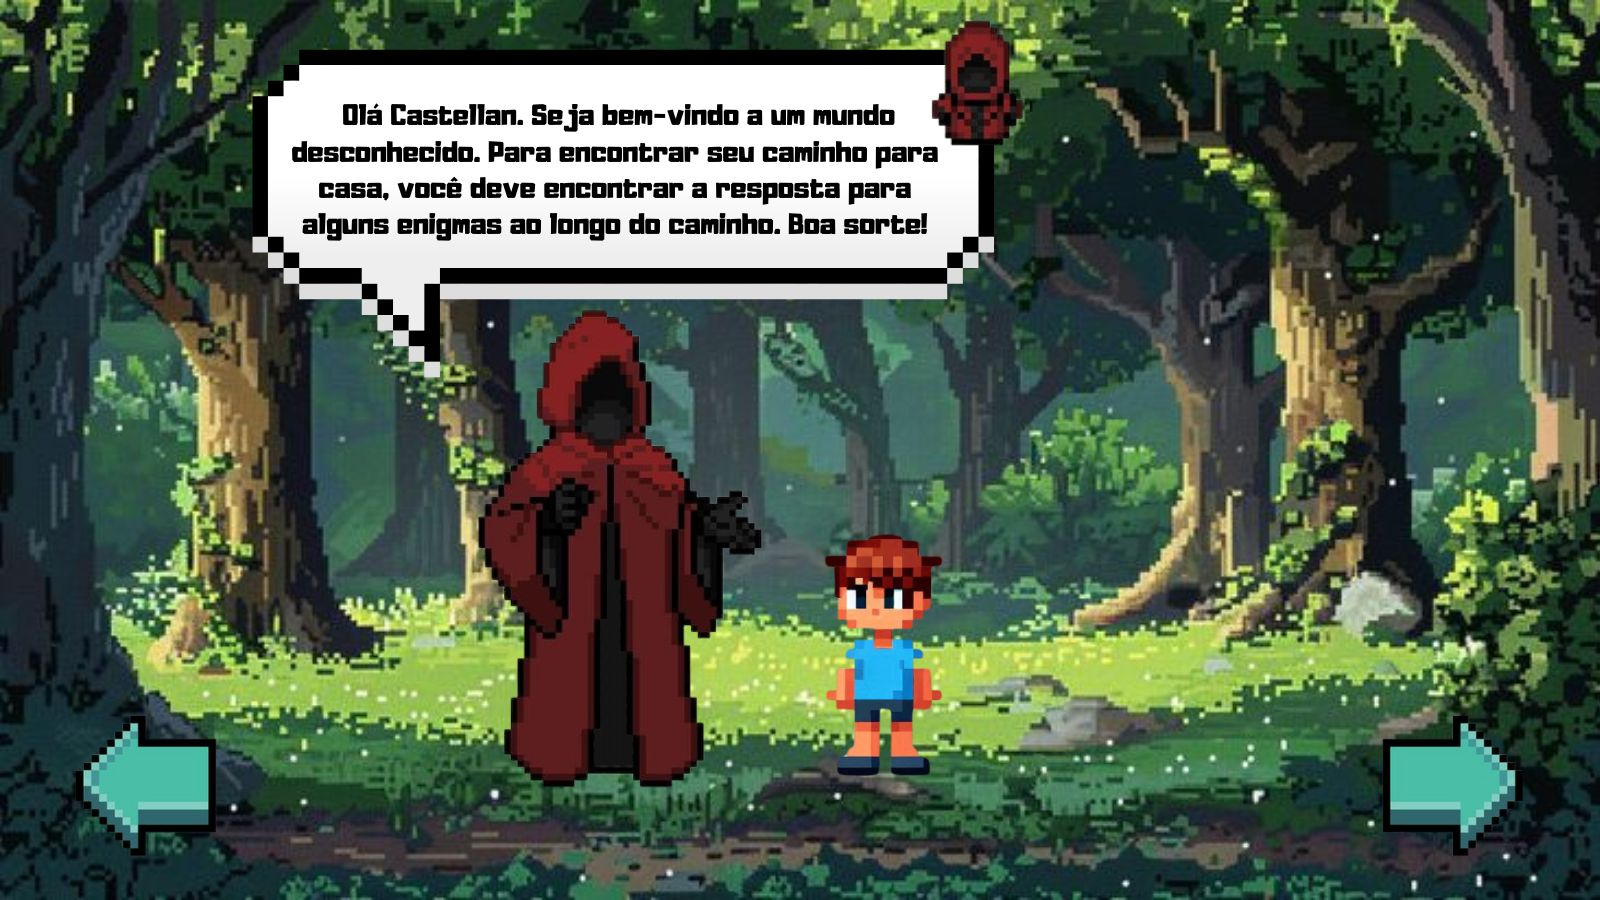 Olá Castellan. Seja bem-vindo a um mundo
desconhecido. Para encontrar seu caminho para
casa, você deve encontrar a resposta para
alguns enigmas ao longo do caminho. Boa sorte!